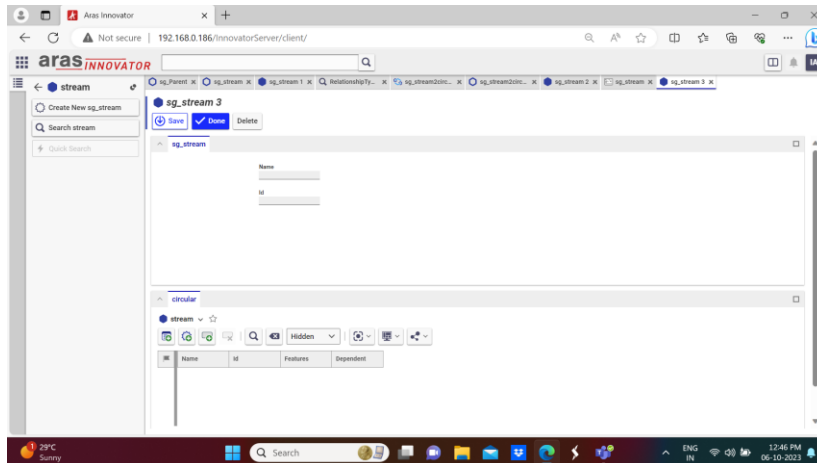 Aras Innovator
Not secure | 192.168.0.186/InnovatorServer/client/
aras INNOVATOR
IA
sg_Parent x sg_stream x sg_stream 1 x RelationshipTy... x sg_stream2circ... x sg_stream2circ... x sg_stream 2 x sg_stream x sg_stream 3 x
stream
Create New sg_stream
Search stream
Quick Search
sg_stream 3
Save Done Delete
sg_stream
Name
Id
circular
stream
Hidden
Name Id Features Dependent
1
29°C
Sunny
Search
ENG
IN
12:46 PM
06-10-2023